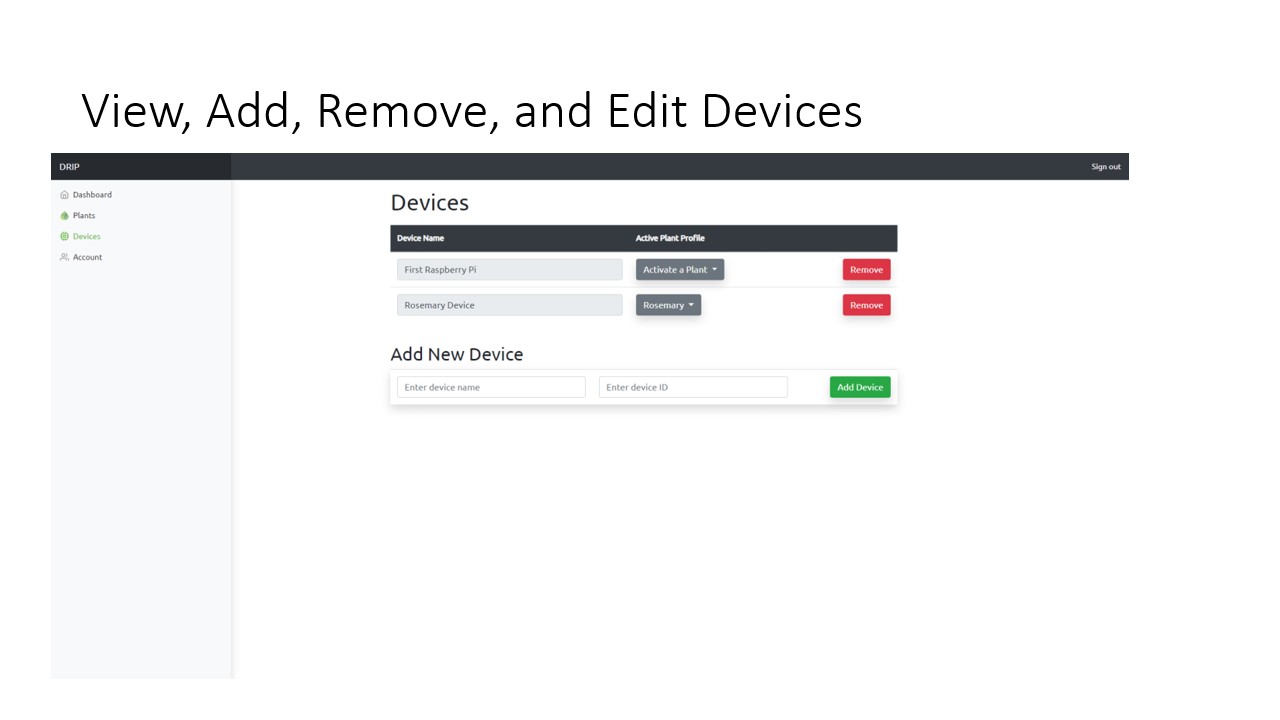 View, Add, Remove, and Edit Devices
DRIP
Sign out
Dashboard
Plants
Devices
Account
Devices
Device Name Active Plant Profile
First Raspberry Pi Activate a Plant Remove
Rosemary Device Rosemary Remove
Add New Device
Enter device name Enter device ID Add Device